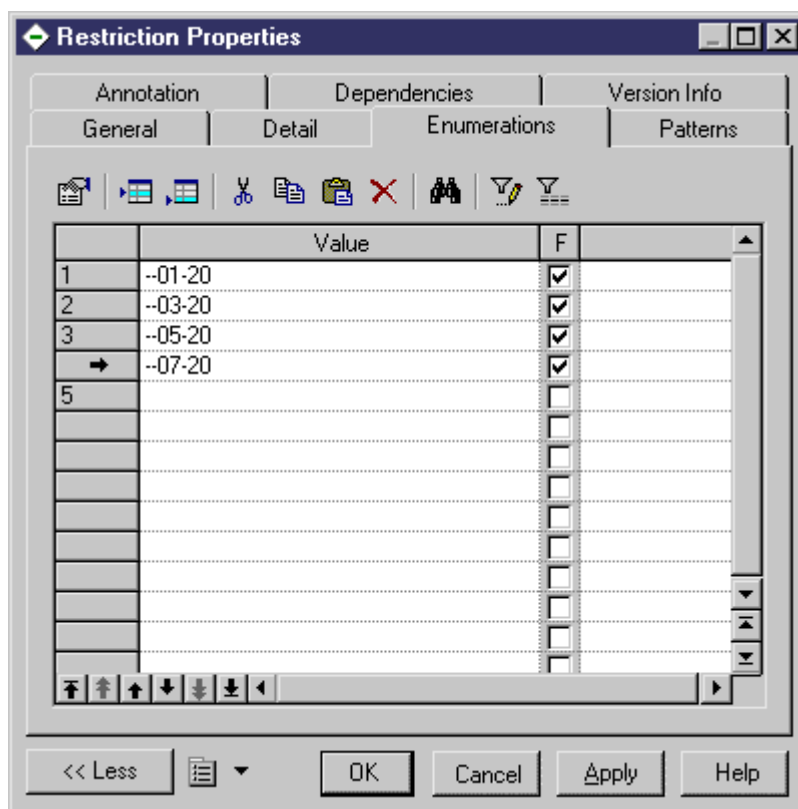 Restriction Properties
Annotation Dependencies Version Info
General Detail Enumerations Patterns
Value F
1 --01-20
2 --03-20
3 --05-20
--07-20
5
<< Less OK Cancel Apply Help